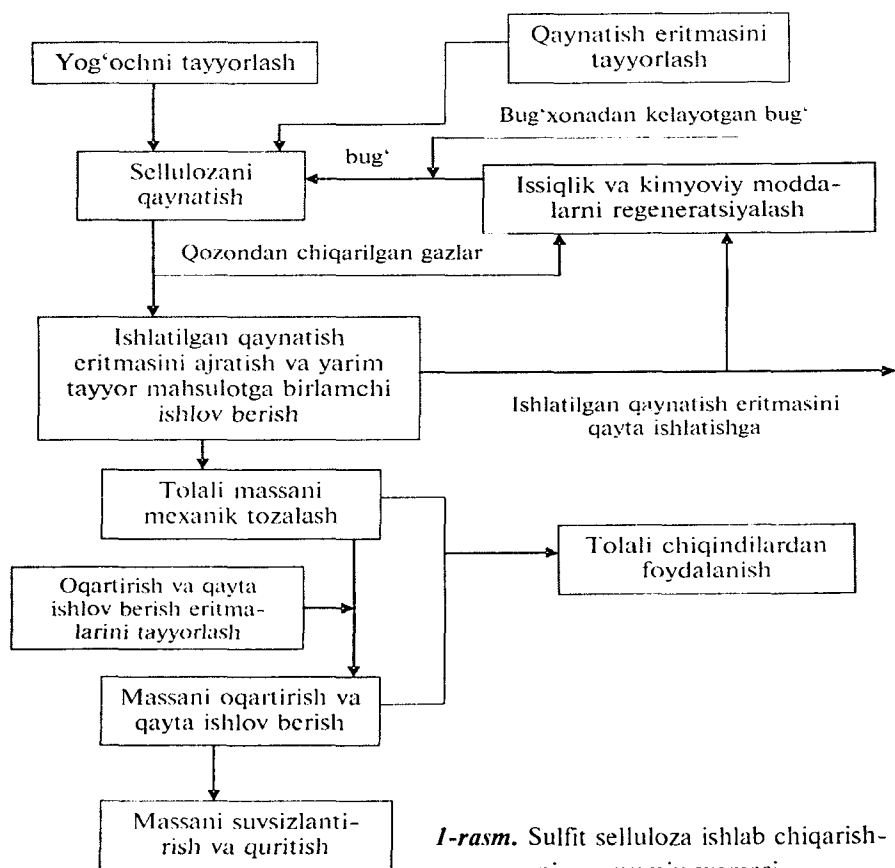 Yog‘ochni tayyorlash
Qaynatish eritmasini
tayyorlash
Bug‘xonadan kelayotgan bug‘
bug‘
Sellulozani
qaynatish
Issiqlik va kimyoviy modda-
larni regeneratsiyalash
Qozondan chiqarilgan gazlar
Ishlatilgan qaynatish
eritmasini ajratish va yarim
tayyor mahsulotga birlamchi
ishlov berish
Ishlatilgan qaynatish eritmasini
qayta ishlatishga
Tolali massani
mexanik tozalash
Tolali chiqindilardan
foydalanish
Oqartirish va qayta
ishlov berish eritma-
larini tayyorlash
Massani oqartirish va
qayta ishlov berish
Massani suvsizlanti-
rish va quritish
1-rasm. Sulfit selluloza ishlab chiqarish-